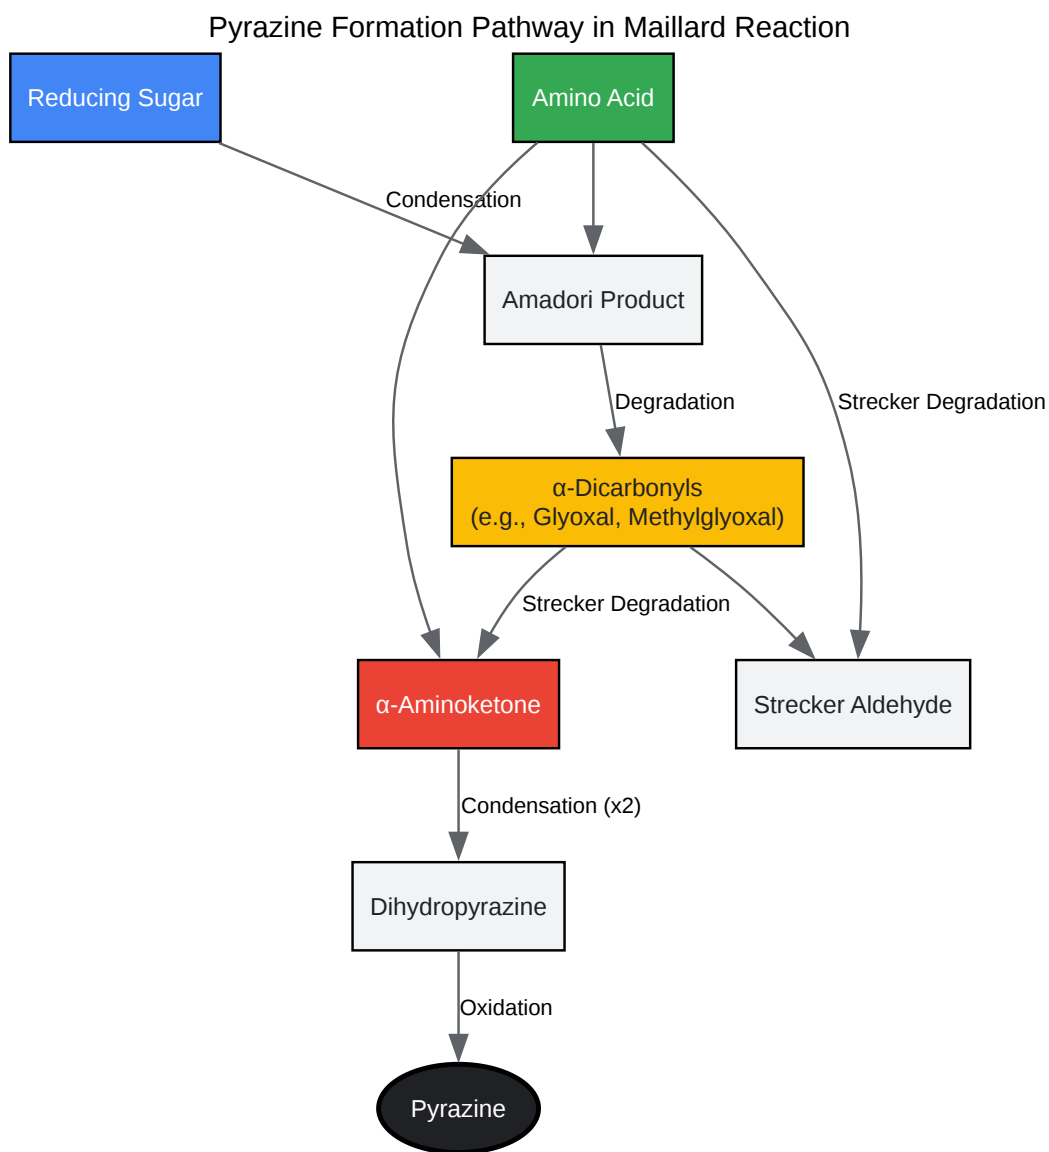 Pyrazine Formation Pathway in Maillard Reaction
Reducing Sugar
Amino Acid
Condensation
Amadori Product
Degradation
Strecker Degradation
α-Dicarbonyls
(e.g., Glyoxal, Methylglyoxal)
Strecker Degradation
α-Aminoketone
Strecker Aldehyde
Condensation (x2)
Dihydropyrazine
Oxidation
Pyrazine